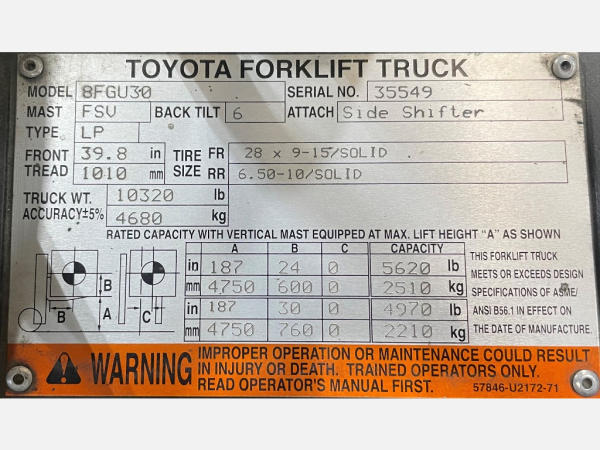 TOYOTA FORKLIFT TRUCK
MODEL 8FGU30 SERIAL NO. 35549
MAST FSV BACK TILT 6 ATTACH Side Shifter
TYPE LP
FRONT TREAD 39.8 in 1010 mm
TIRE SIZE FR 28 x 9-15/SOLID
RR 6.50-10/SOLID
TRUCK WT. 10320 lb
ACCURACY±5% 4680 kg
RATED CAPACITY WITH VERTICAL MAST EQUIPPED AT MAX. LIFT HEIGHT "A" AS SHOWN
A B C CAPACITY
in 187 24 0 5620 lb
mm 4750 600 0 2510 kg
in 187 30 0 4970 lb
mm 4750 760 0 2210 kg
B A B C
THIS FORKLIFT TRUCK
MEETS OR EXCEEDS DESIGN
SPECIFICATIONS OF ASME/
ANSI B56.1 IN EFFECT ON
THE DATE OF MANUFACTURE.
WARNING
IMPROPER OPERATION OR MAINTENANCE COULD RESULT
IN INJURY OR DEATH. TRAINED OPERATORS ONLY.
READ OPERATOR'S MANUAL FIRST.
57846-U2172-71